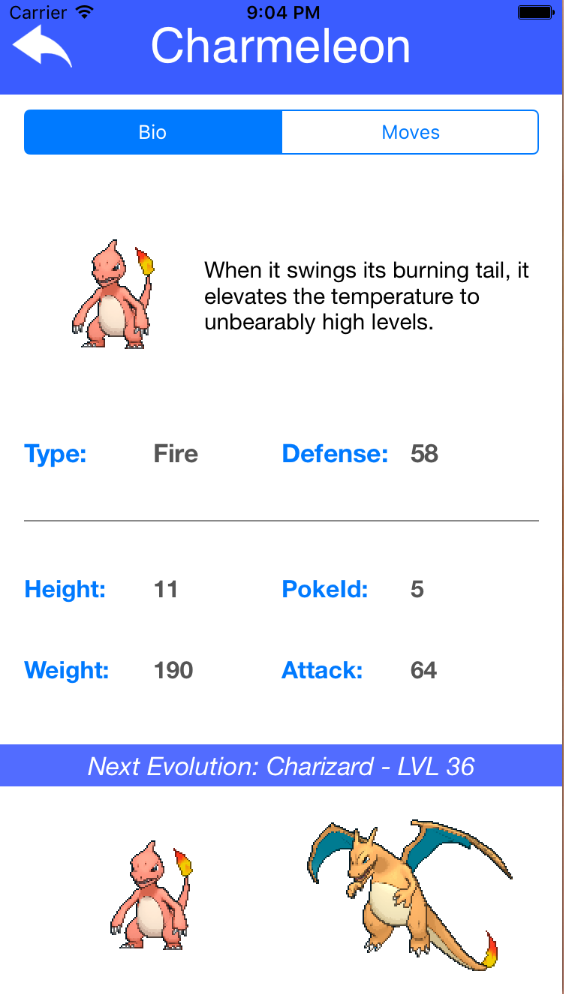 Carrier 9:04 PM
Charmeleon
Bio Moves
When it swings its burning tail, it
elevates the temperature to
unbearably high levels.
Type: Fire Defense: 58
Height: 11 PokeId: 5
Weight: 190 Attack: 64
Next Evolution: Charizard - LVL 36